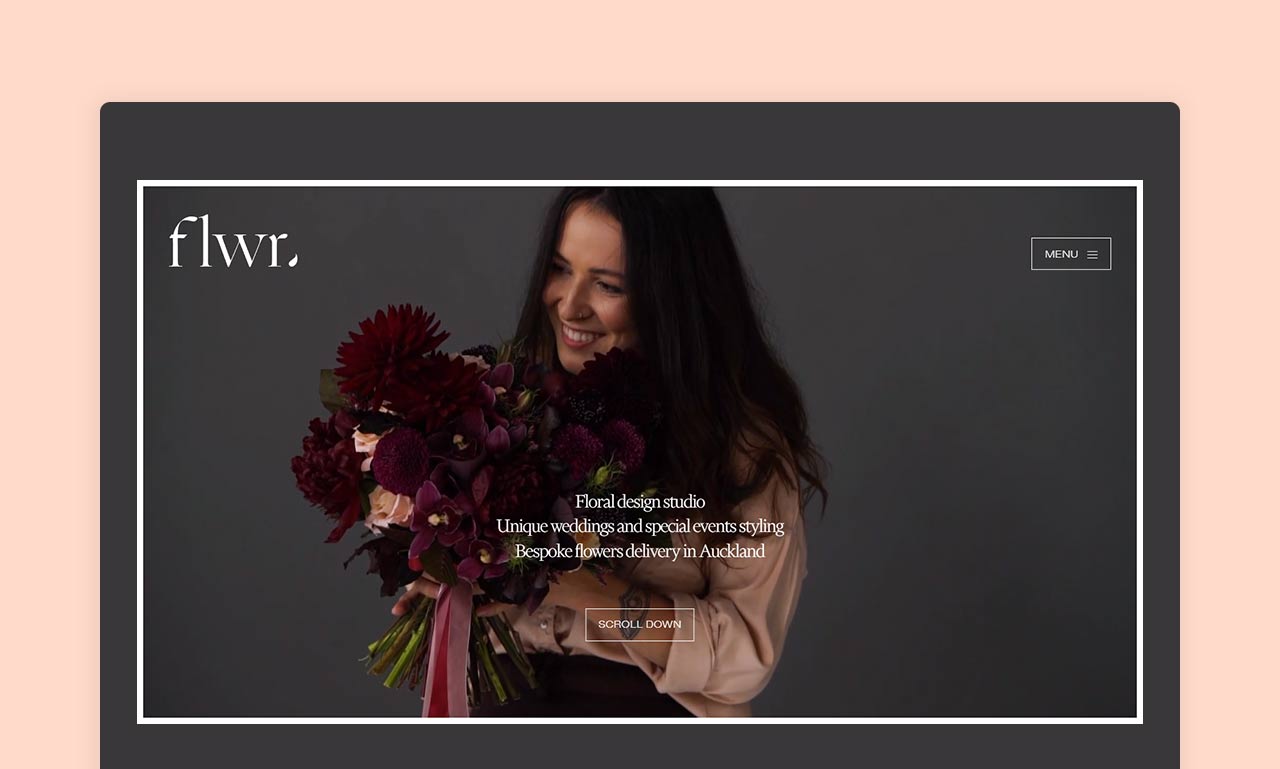 flwr.
MENU
Floral design studio
Unique weddings and special events styling
Bespoke flowers delivery in Auckland
SCROLL DOWN